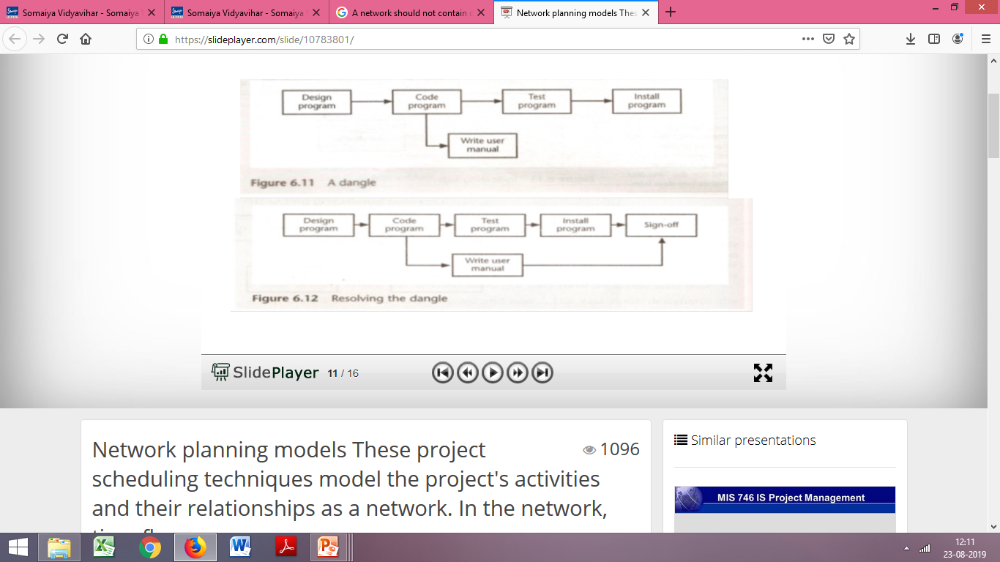 Somaiya Vidyavihar - Somaiya
Somaiya Vidyavihar - Somaiya
A network should not contain
Network planning models Thes
https://slideplayer.com/slide/10783801/
Design
program
Code
program
Test
program
Install
program
Write user
manual
Figure 6.11 A dangle
Design
program
Code
program
Test
program
Install
program
Sign-off
Write user
manual
Figure 6.12 Resolving the dangle
SlidePlayer 11 / 16
Network planning models These project
scheduling techniques model the project's activities
and their relationships as a network. In the network,
1096
Similar presentations
MIS 746 IS Project Management
12:11
23-08-2019